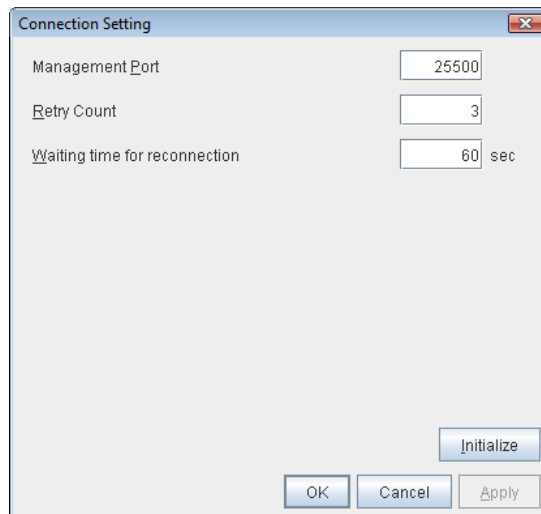 Connection Setting
Management Port 25500
Retry Count 3
Waiting time for reconnection 60 sec
Initialize
OK Cancel Apply